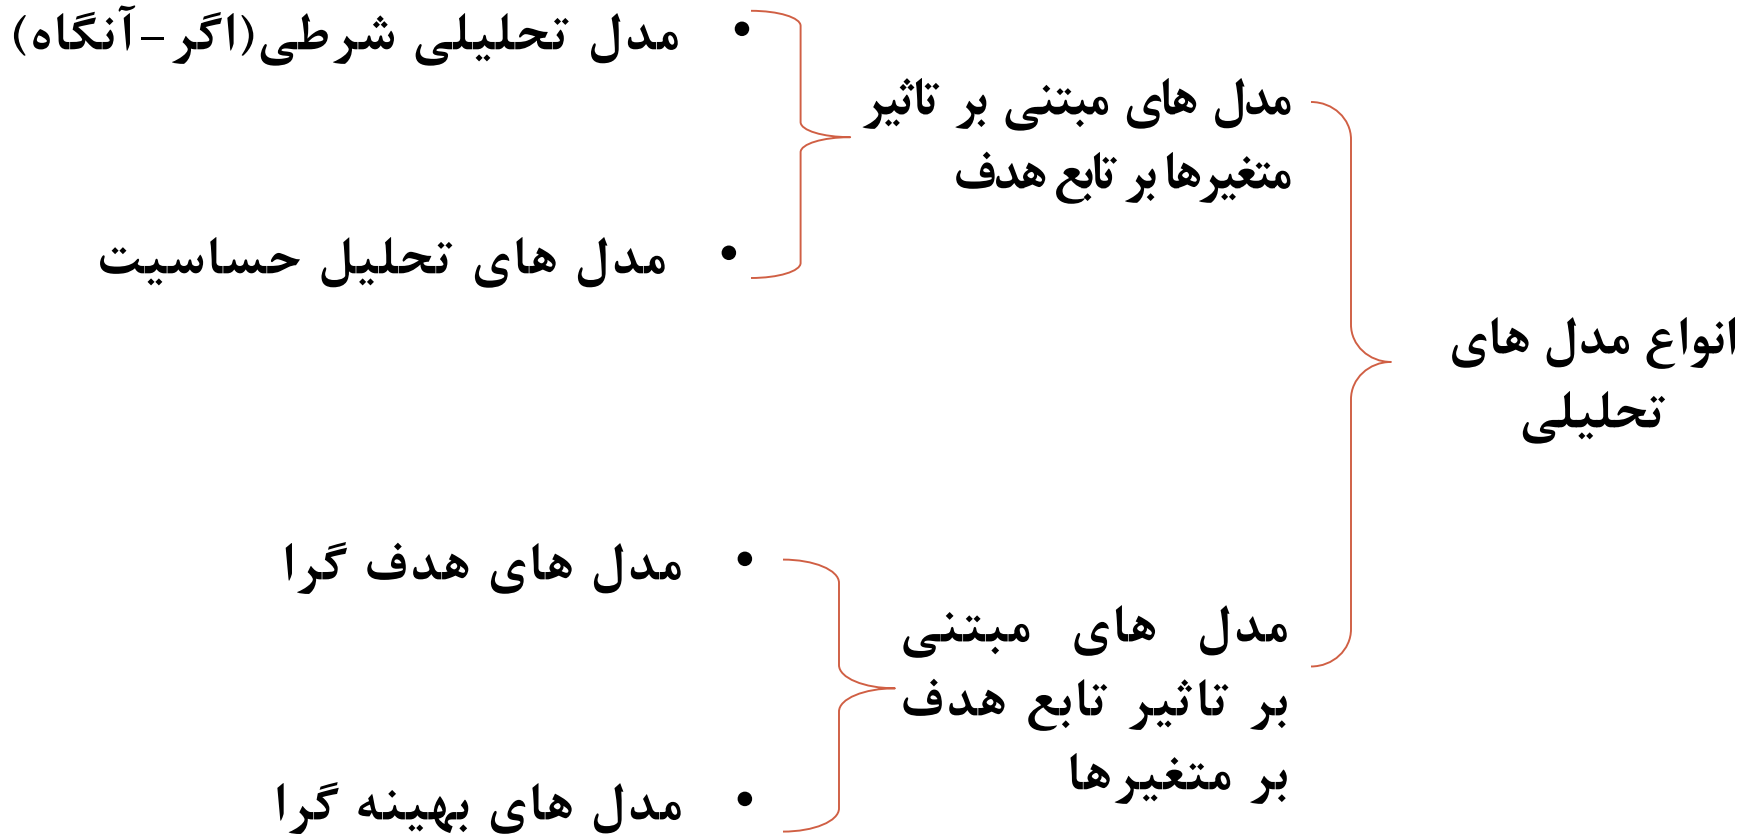 انواع مدل های
تحلیلی
مدل های مبتنی بر تاثیر
متغیرها بر تابع هدف
• مدل تحلیلی شرطی(اگر-آنگاه)
• مدل های تحلیل حساسیت
مدل های مبتنی
بر تاثیر تابع هدف
بر متغیرها
• مدل های هدف گرا
• مدل های بهینه گرا